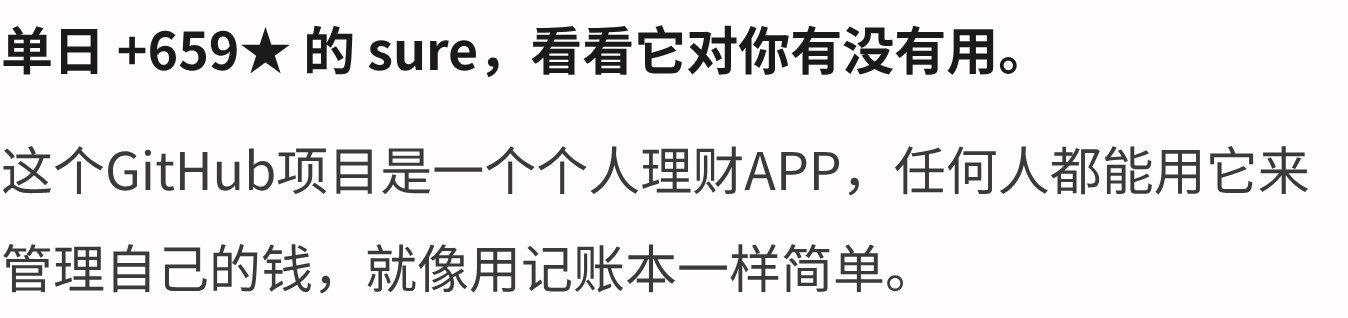 单日 +659★ 的 sure，看看它对你有没有用。
这个GitHub项目是一个个人理财APP，任何人都能用它来
管理自己的钱，就像用记账本一样简单。